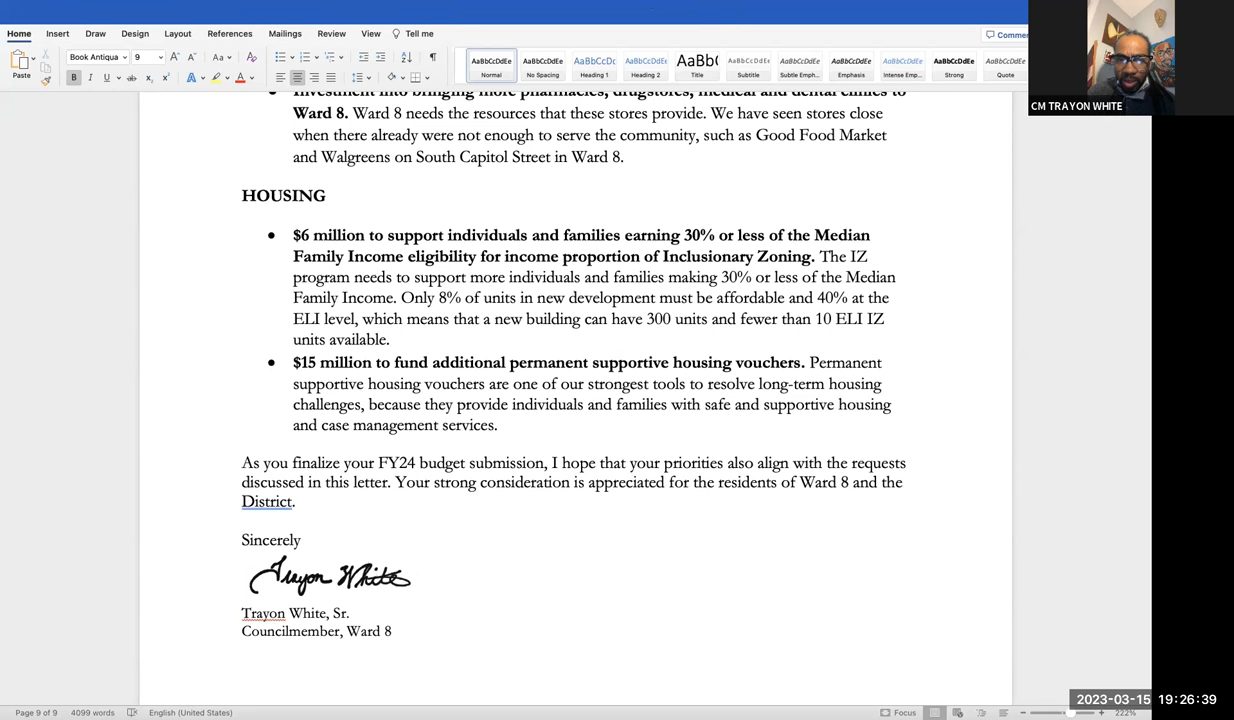 Home Insert Draw Design Layout References Mailings Review View Tell me
Comme
Paste
Book Antiqua 9
AaBbCcDdEe AaBbCcDdEe AaBbCcDc AaBbCcDdEe AaBbC AaBbCcDdEe AaBbCcDdEe AaBbCcDdEe AaBbCcDdEe AaBbCcDdEe AaBbCcDdEe
Normal No Spacing Heading 1 Heading 2 Title Subtitle Subtle Emph... Emphasis Intense Emp... Strong Quote
CM TRAYON WHITE
• Investment into bringing more pharmacies, drugstores, medical and dental clinics to
Ward 8. Ward 8 needs the resources that these stores provide. We have seen stores close
when there already were not enough to serve the community, such as Good Food Market
and Walgreens on South Capitol Street in Ward 8.
HOUSING
• $6 million to support individuals and families earning 30% or less of the Median
Family Income eligibility for income proportion of Inclusionary Zoning. The IZ
program needs to support more individuals and families making 30% or less of the Median
Family Income. Only 8% of units in new development must be affordable and 40% at the
ELI level, which means that a new building can have 300 units and fewer than 10 ELI IZ
units available.
• $15 million to fund additional permanent supportive housing vouchers. Permanent
supportive housing vouchers are one of our strongest tools to resolve long-term housing
challenges, because they provide individuals and families with safe and supportive housing
and case management services.
As you finalize your FY24 budget submission, I hope that your priorities also align with the requests
discussed in this letter. Your strong consideration is appreciated for the residents of Ward 8 and the
District.
Sincerely
Trayon White
Trayon White, Sr.
Councilmember, Ward 8
2023-03-15 19:26:39
Page 9 of 9 4099 words English (United States) Focus 222%